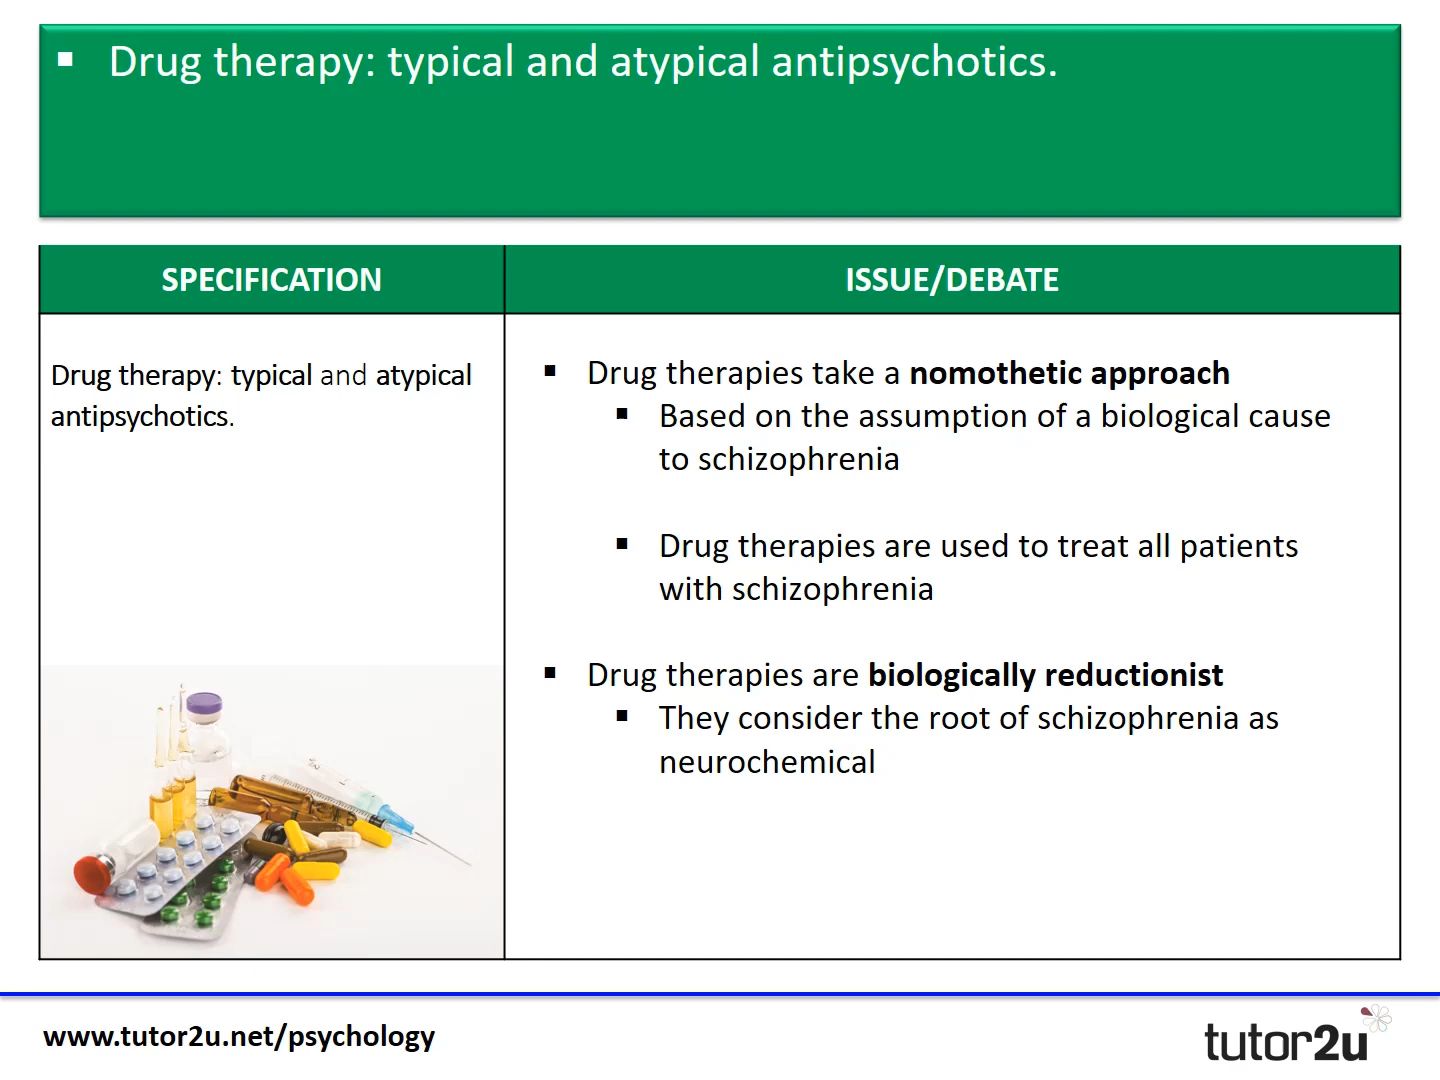 Drug therapy: typical and atypical antipsychotics.
SPECIFICATION
ISSUE/DEBATE
Drug therapy: typical and atypical
antipsychotics.
Drug therapies take a nomothetic approach
Based on the assumption of a biological cause
to schizophrenia
Drug therapies are used to treat all patients
with schizophrenia
Drug therapies are biologically reductionist
They consider the root of schizophrenia as
neurochemical
www.tutor2u.net/psychology
tutor2u